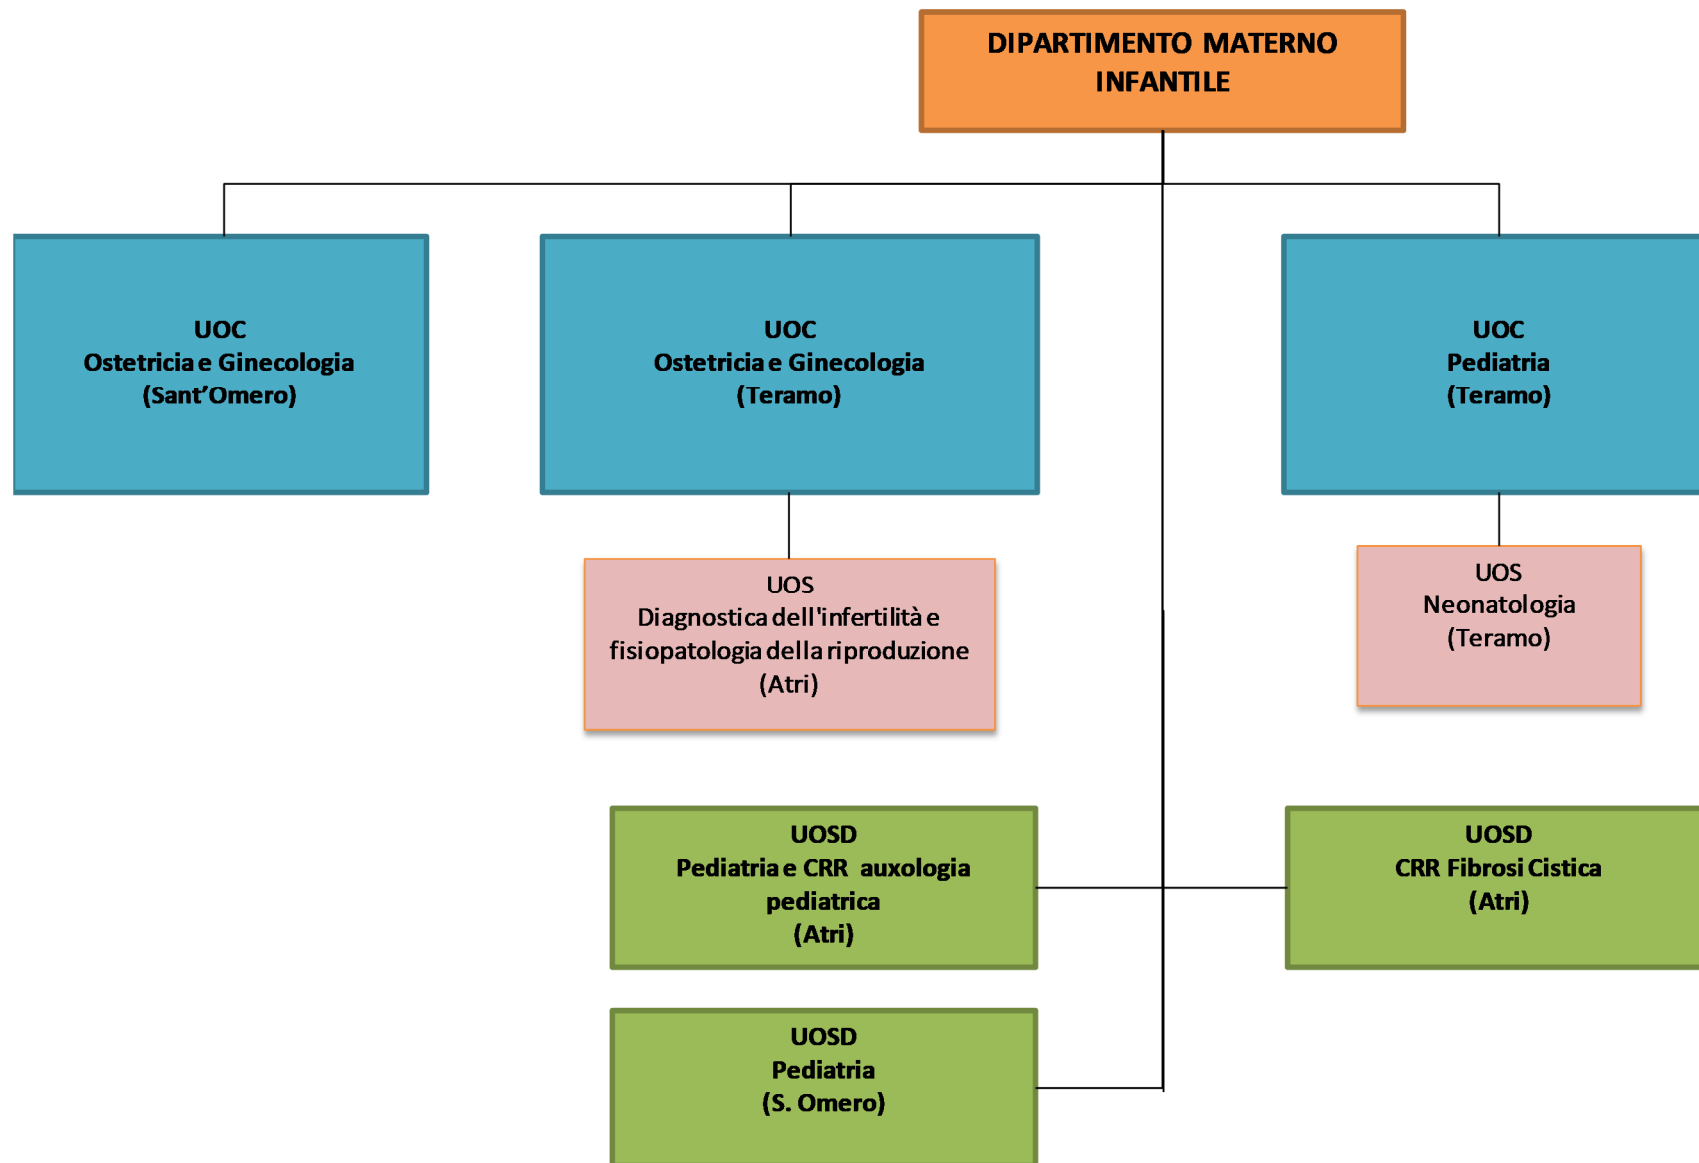 DIPARTIMENTO MATERNO
INFANTILE
UOC
Ostetricia e Ginecologia
(Sant'Omero)
UOC
Ostetricia e Ginecologia
(Teramo)
UOC
Pediatria
(Teramo)
UOS
Diagnostica dell'infertilità e
fisiopatologia della riproduzione
(Atri)
UOS
Neonatologia
(Teramo)
UOSD
Pediatria e CRR auxologia
pediatrica
(Atri)
UOSD
CRR Fibrosi Cistica
(Atri)
UOSD
Pediatria
(S. Omero)